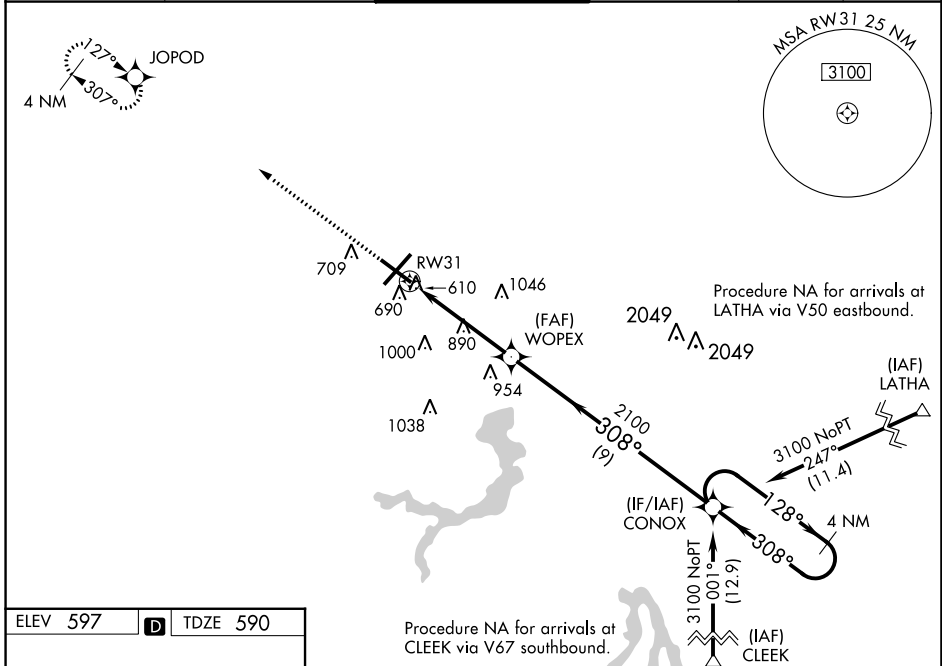 127°
JOPOD
4 NM
307°
MSA RW31 25 NM
3100
709
RW31
610
690
1046
1000
890
(FAF)
WOPEX
954
1038
2049
2049
Procedure NA for arrivals at
LATHA via V50 eastbound.
(IAF)
LATHA
3100 NoPT
247°
(11.4)
2100
308°
(9)
(IF/IAF)
CONOX
128°
4 NM
308°
3100 NoPT
001°
(12.9)
(IAF)
CLEEK
Procedure NA for arrivals at
CLEEK via V67 southbound.
ELEV 597 D TDZE 590